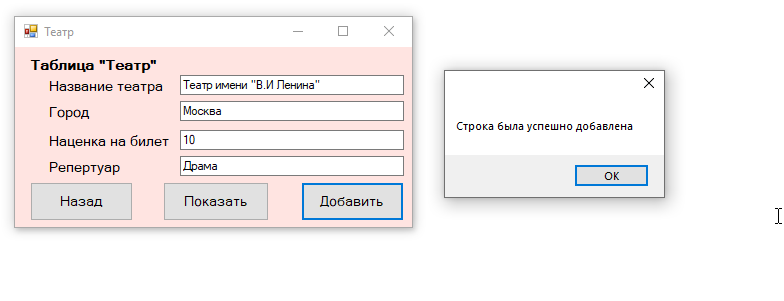 Театр
Таблица "Театр"
Название театра
Театр имени "В.И Ленина"
Город
Москва
Наценка на билет
10
Репертуар
Драма
Назад
Показать
Добавить
Строка была успешно добавлена
ОК